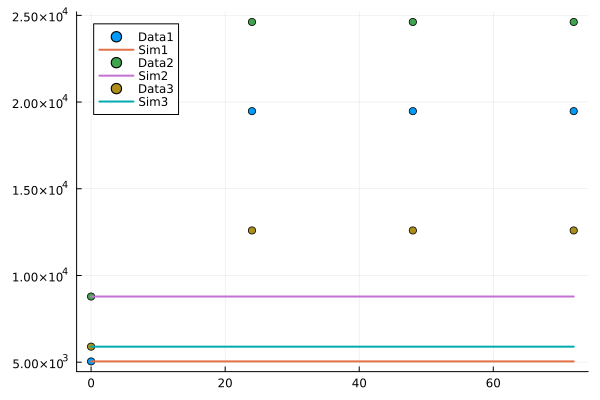 2.50×10⁴
2.00×10⁴
1.50×10⁴
1.00×10⁴
5.00×10³
Data1
Sim1
Data2
Sim2
Data3
Sim3
0 20 40 60